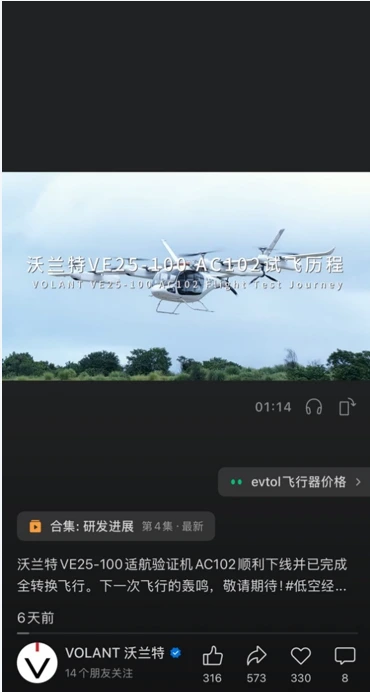 沃兰特VE25-100 AC102试飞历程
VOLANT VE25-100 AC102 Flight Test Journey
01:14
evtol飞行器价格
合集: 研发进展 第4集·最新
沃兰特VE25-100适航验证机AC102顺利下线并已完成
全转换飞行。下一次飞行的轰鸣，敬请期待！#低空经...
6天前
VOLANT 沃兰特
14个朋友关注
316
573
330
8